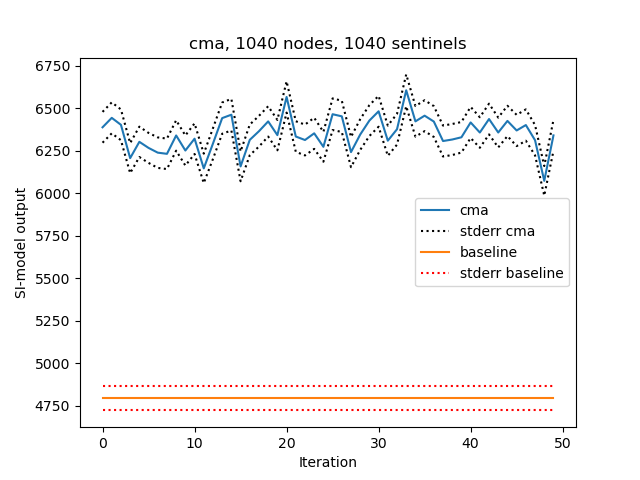 cma, 1040 nodes, 1040 sentinels
6750
6500
6250
6000
5750
5500
5250
5000
4750
SI-model output
cma
stderr cma
baseline
stderr baseline
0 10 20 30 40 50
Iteration